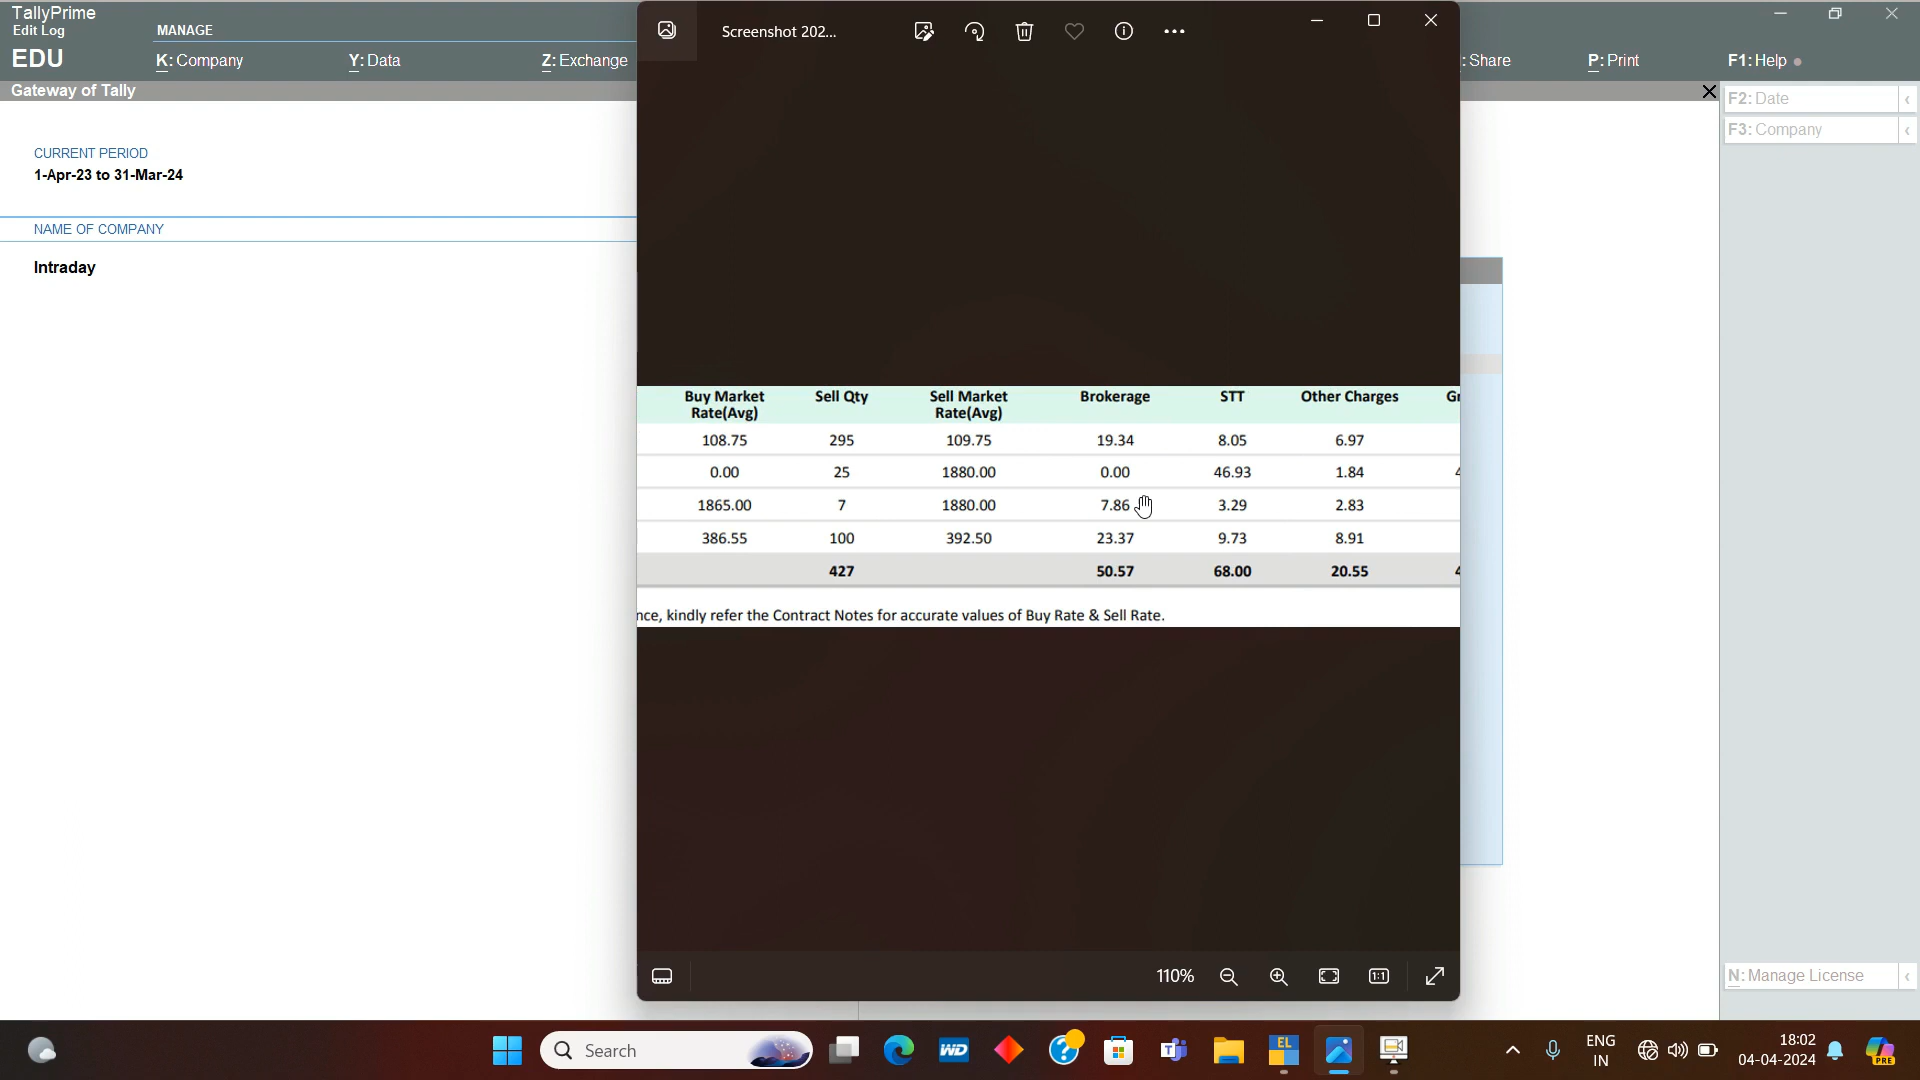 TallyPrime
Edit Log
EDU
MANAGE
K: Company
Y: Data
Z: Exchange
: Share
P: Print
F1: Help
Gateway of Tally
F2: Date
F3: Company
N: Manage License
CURRENT PERIOD
1-Apr-23 to 31-Mar-24
NAME OF COMPANY
Intraday
Screenshot 202...
Buy Market Sell Qty Sell Market Brokerage STT Other Charges
Rate(Avg) Rate(Avg)
108.75 295 109.75 19.34 8.05 6.97
0.00 25 1880.00 0.00 46.93 1.84
1865.00 7 1880.00 7.86 3.29 2.83
386.55 100 392.50 23.37 9.73 8.91
427 50.57 68.00 20.55
nce, kindly refer the Contract Notes for accurate values of Buy Rate & Sell Rate.
110%
1:1
Search
WD
T
EL
PRE
ENG
IN
18:02
04-04-2024